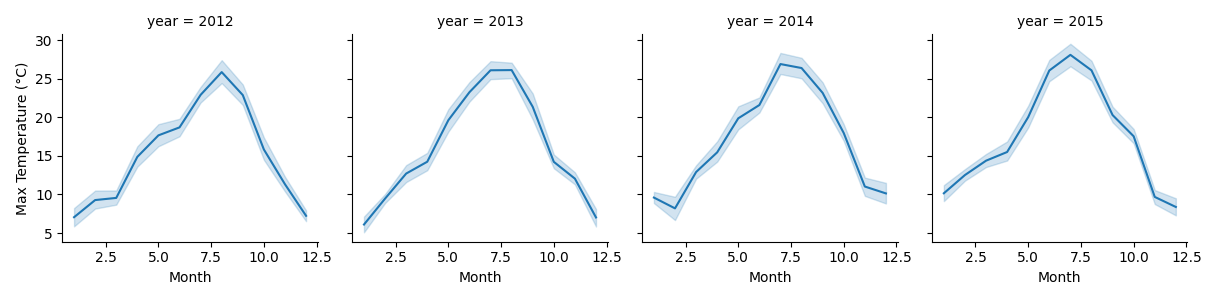 year = 2012
year = 2013
year = 2014
year = 2015
Max Temperature (°C)
30
25
20
15
10
5
2.5 5.0 7.5 10.0 12.5
2.5 5.0 7.5 10.0 12.5
2.5 5.0 7.5 10.0 12.5
2.5 5.0 7.5 10.0 12.5
Month
Month
Month
Month